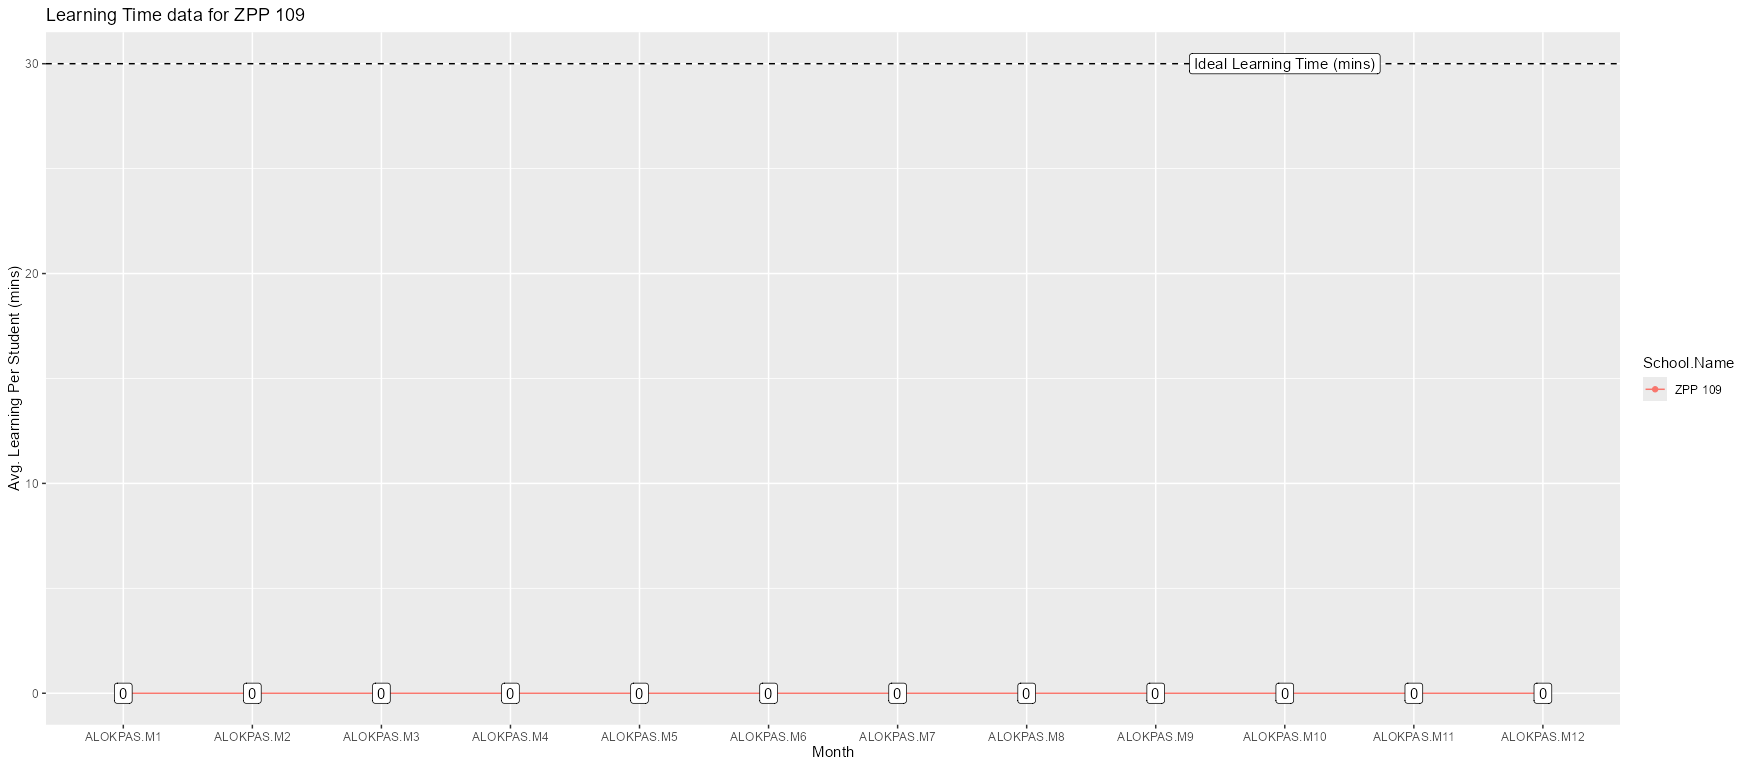 Learning Time data for ZPP 109
30
Ideal Learning Time (mins)
20
10
0
Avg. Learning Per Student (mins)
0 0 0 0 0 0 0 0 0 0 0 0
ALOKPAS.M1 ALOKPAS.M2 ALOKPAS.M3 ALOKPAS.M4 ALOKPAS.M5 ALOKPAS.M6 ALOKPAS.M7 ALOKPAS.M8 ALOKPAS.M9 ALOKPAS.M10 ALOKPAS.M11 ALOKPAS.M12
Month
School.Name
ZPP 109